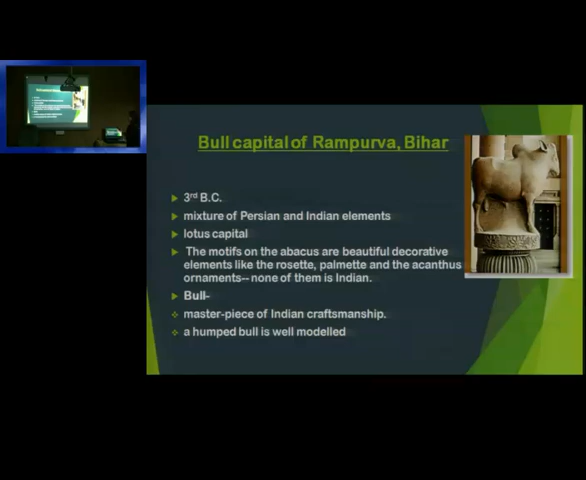 Bull capital of Rampurva, Bihar
3rd B.C.
mixture of Persian and Indian elements
lotus capital
The motifs on the abacus are beautiful decorative
elements like the rosette, palmette and the acanthus
ornaments-- none of them is Indian.
Bull-
master-piece of Indian craftsmanship.
a humped bull is well modelled